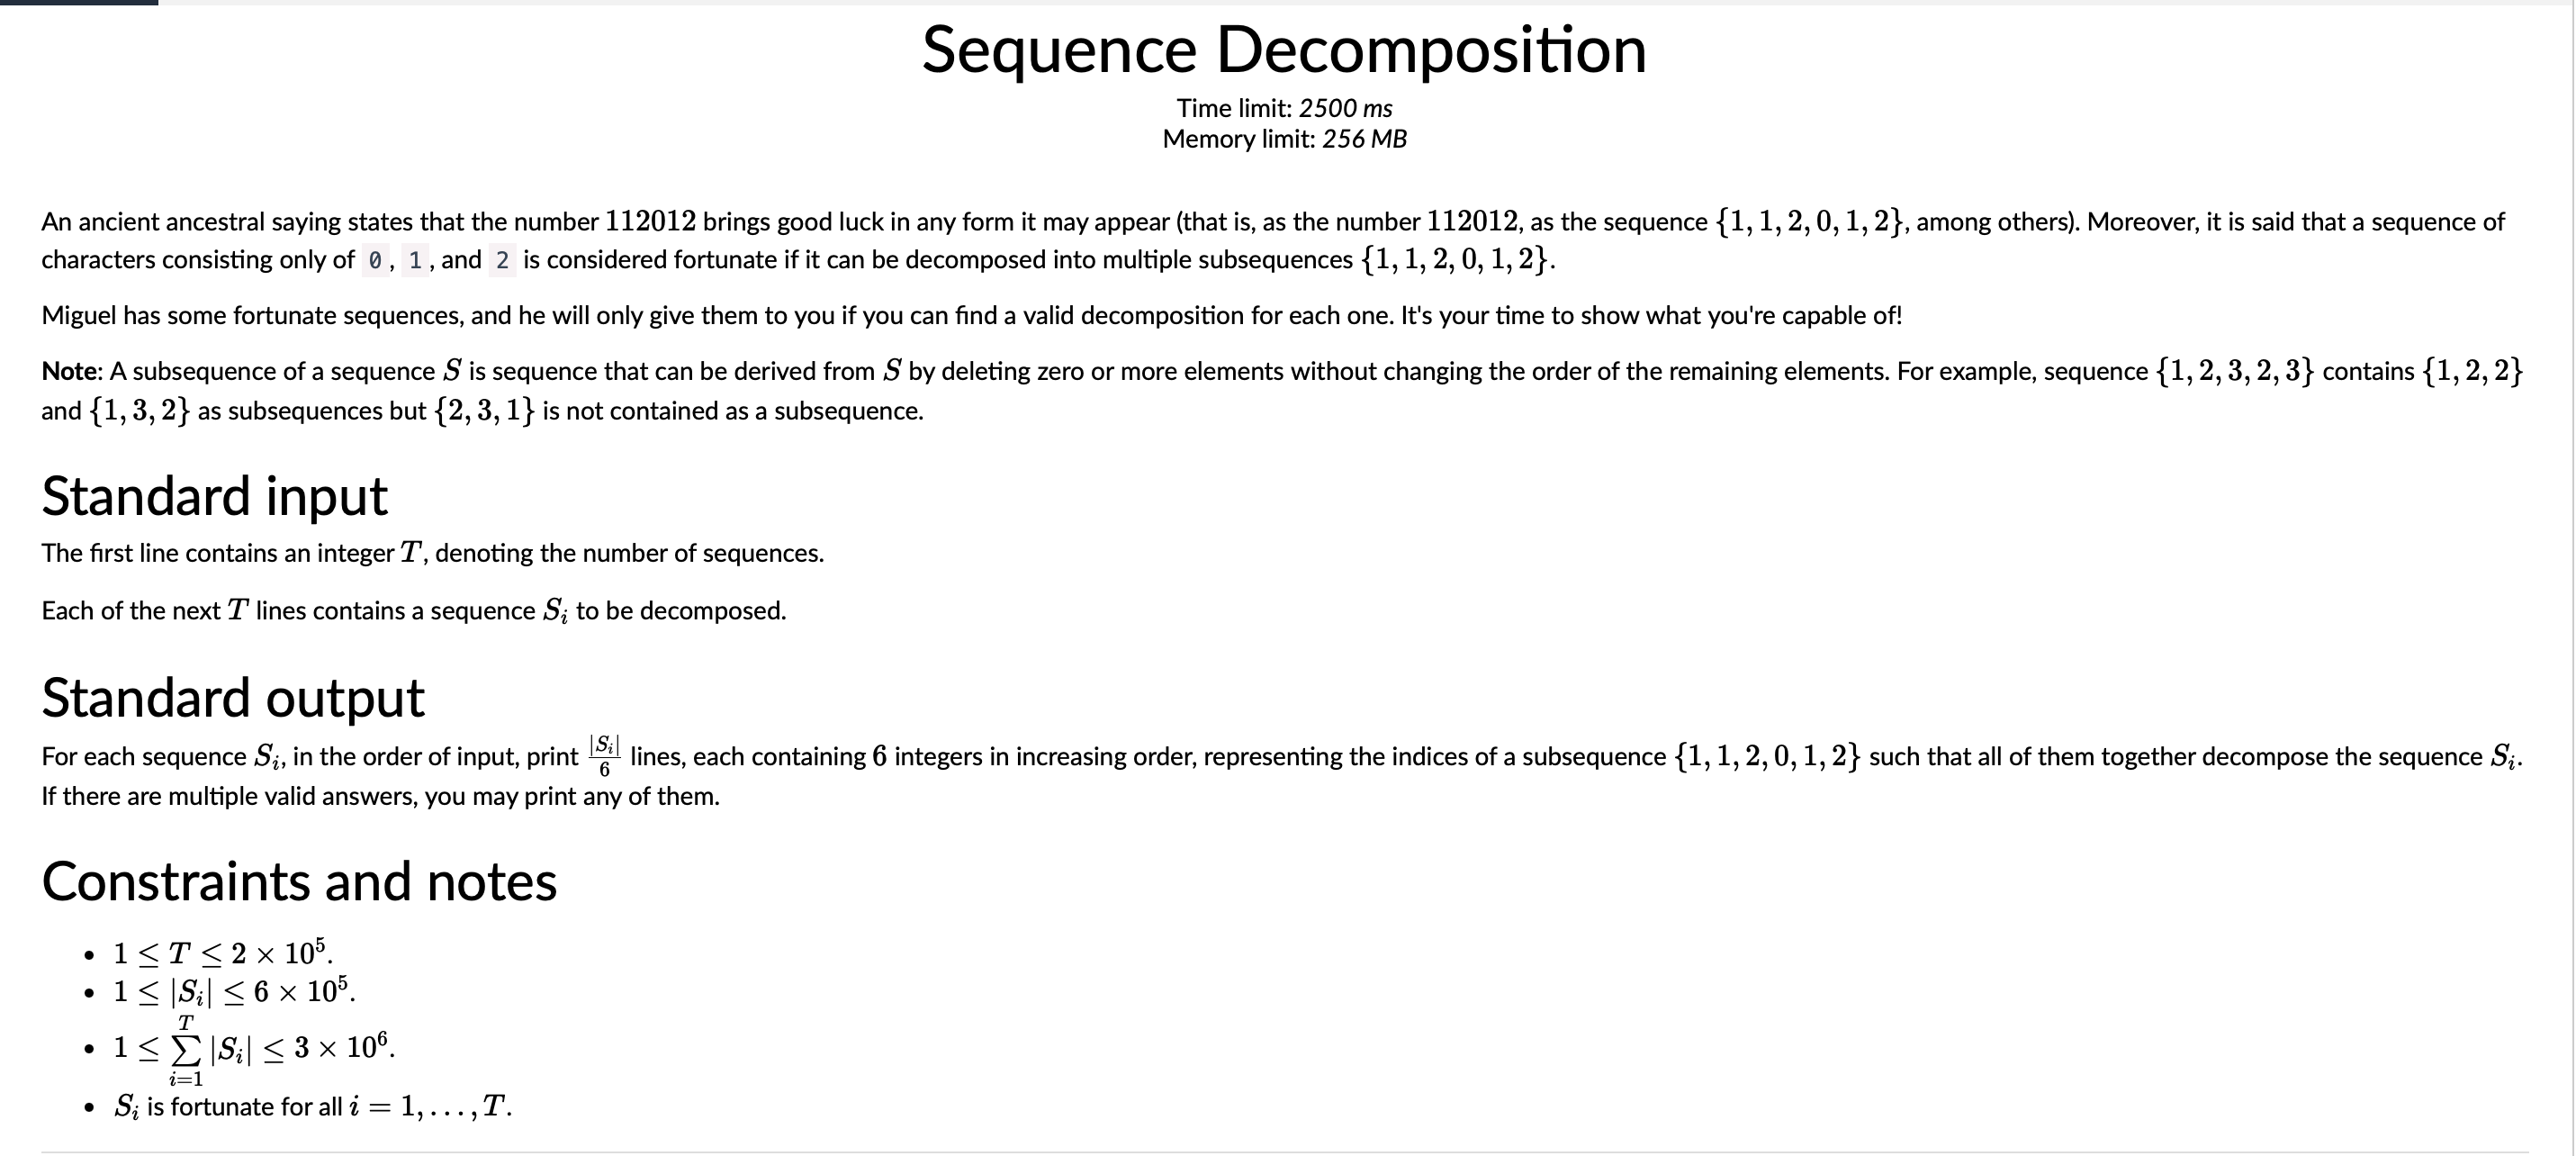 Sequence Decomposition
Time limit: 2500 ms
Memory limit: 256 MB
An ancient ancestral saying states that the number 112012 brings good luck in any form it may appear (that is, as the number 112012, as the sequence {1, 1, 2, 0, 1, 2}, among others). Moreover, it is said that a sequence of
characters consisting only of 0, 1, and 2 is considered fortunate if it can be decomposed into multiple subsequences {1, 1, 2, 0, 1, 2}.
Miguel has some fortunate sequences, and he will only give them to you if you can find a valid decomposition for each one. It's your time to show what you're capable of!
Note: A subsequence of a sequence S is sequence that can be derived from S by deleting zero or more elements without changing the order of the remaining elements. For example, sequence {1, 2, 3, 2, 3} contains {1, 2, 2}
and {1, 3, 2} as subsequences but {2, 3, 1} is not contained as a subsequence.
Standard input
The first line contains an integer T, denoting the number of sequences.
Each of the next T lines contains a sequence S_i to be decomposed.
Standard output
For each sequence S_i, in the order of input, print |S_i|/6 lines, each containing 6 integers in increasing order, representing the indices of a subsequence {1, 1, 2, 0, 1, 2} such that all of them together decompose the sequence S_i.
If there are multiple valid answers, you may print any of them.
Constraints and notes
• 1 ≤ T ≤ 2 × 10^5.
• 1 ≤ |S_i| ≤ 6 × 10^5.
• 1 ≤ ∑_{i=1}^{T} |S_i| ≤ 3 × 10^6.
• S_i is fortunate for all i = 1, . . . , T.